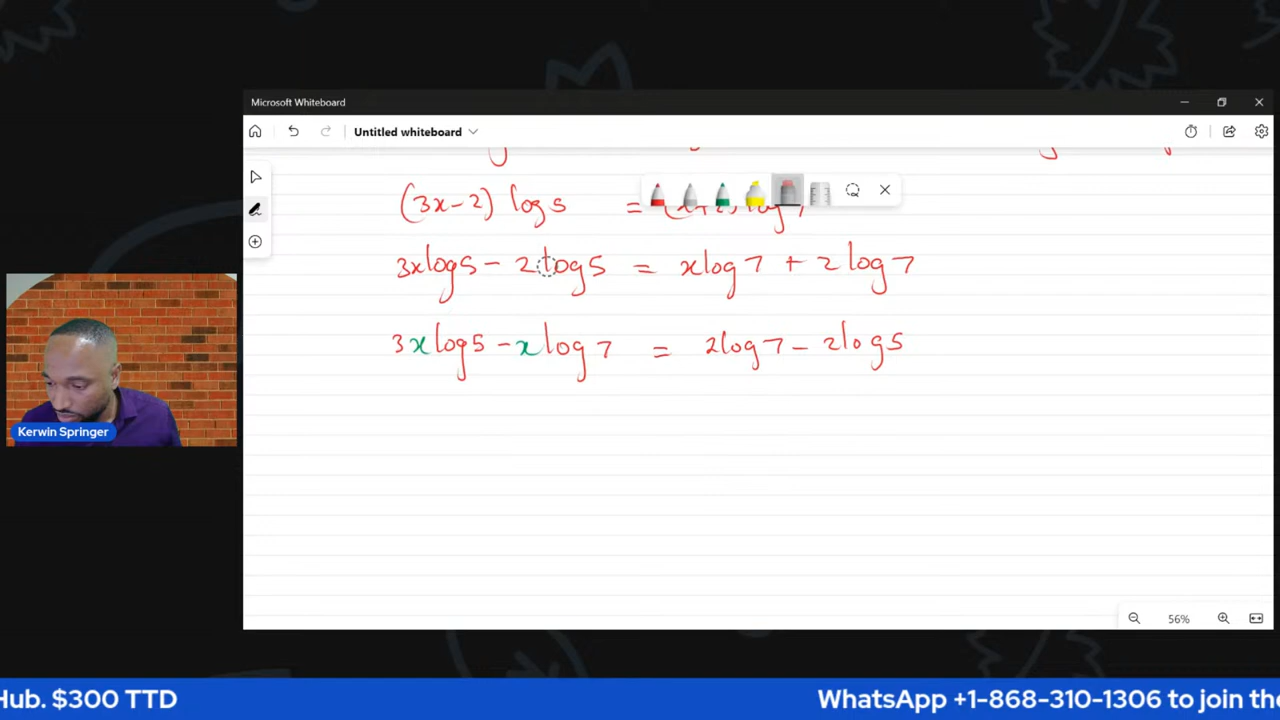 Microsoft Whiteboard
Untitled whiteboard
(3x-2) log5 =
3xlog5 - 2log5 = xlog7 + 2log7
3xlog5 - xlog7 = 2log7 - 2log5
Kerwin Springer
56%
Hub. $300 TTD
WhatsApp +1-868-310-1306 to join the